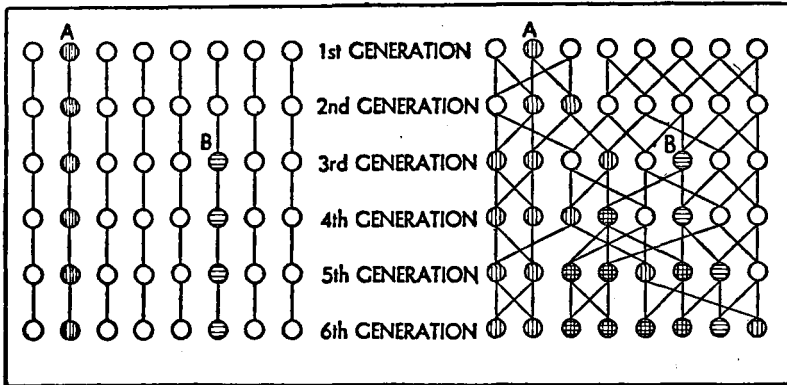 A A
1st GENERATION
2nd GENERATION
B B
3rd GENERATION
4th GENERATION
5th GENERATION
6th GENERATION